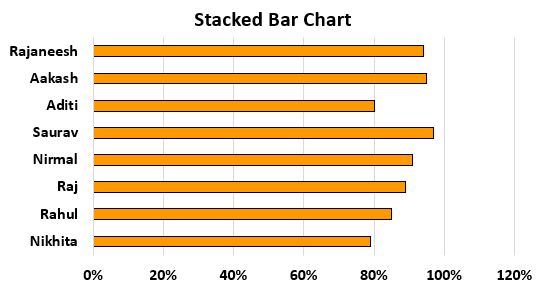 Stacked Bar Chart
Rajaneesh
Aakash
Aditi
Saurav
Nirmal
Raj
Rahul
Nikhita
0% 20% 40% 60% 80% 100% 120%